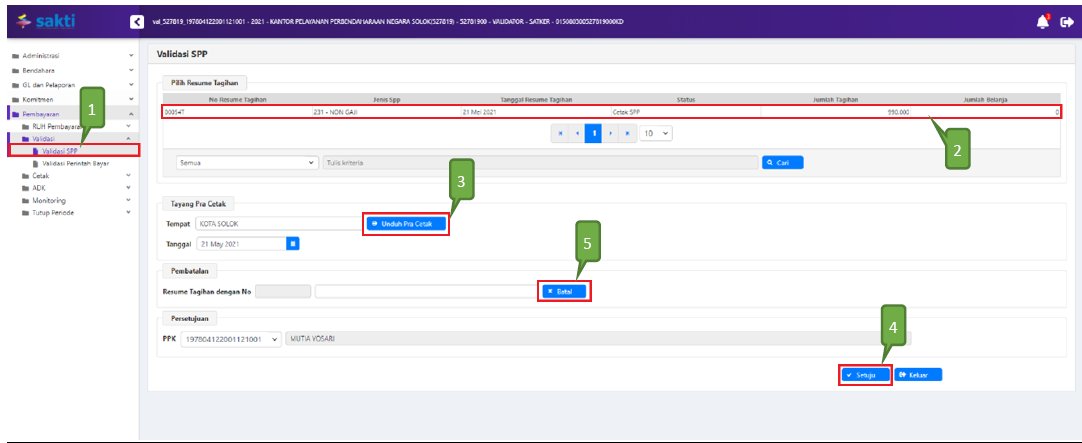 sakti
val_527819_197804122001121001 - 2021 - KANTOR PELAYANAN PERBENDAHARAAN NEGARA SOLOK(527819) - 52781900 - VALIDATOR - SATKER - 015080300527819000KD
Administrasi
Bendahara
GL dan Pelaporan
Komitmen
Pembayaran
RUH Pembayaran
Validasi
Validasi SPP
Validasi Perintah Bayar
Cetak
ADK
Monitoring
Tutup Periode
1
Validasi SPP
Pilih Resume Tagihan
No Resume Tagihan Jenis Spp Tanggal Resume Tagihan Status Jumlah Tagihan Jumlah Belanja
00054T 231 - NON GAJI 21 Mei 2021 Cetak SPP 990.000 0
1 10
2
Semua Tulis kriteria Cari
3
Tayang Pra Cetak
Tempat KOTA SOLOK Unduh Pra Cetak
Tanggal 21 May 2021
5
Pembatalan
Resume Tagihan dengan No Batal
Persetujuan
PPK 197804122001121001 MUTIA YOSARI
4
Setuju Keluar